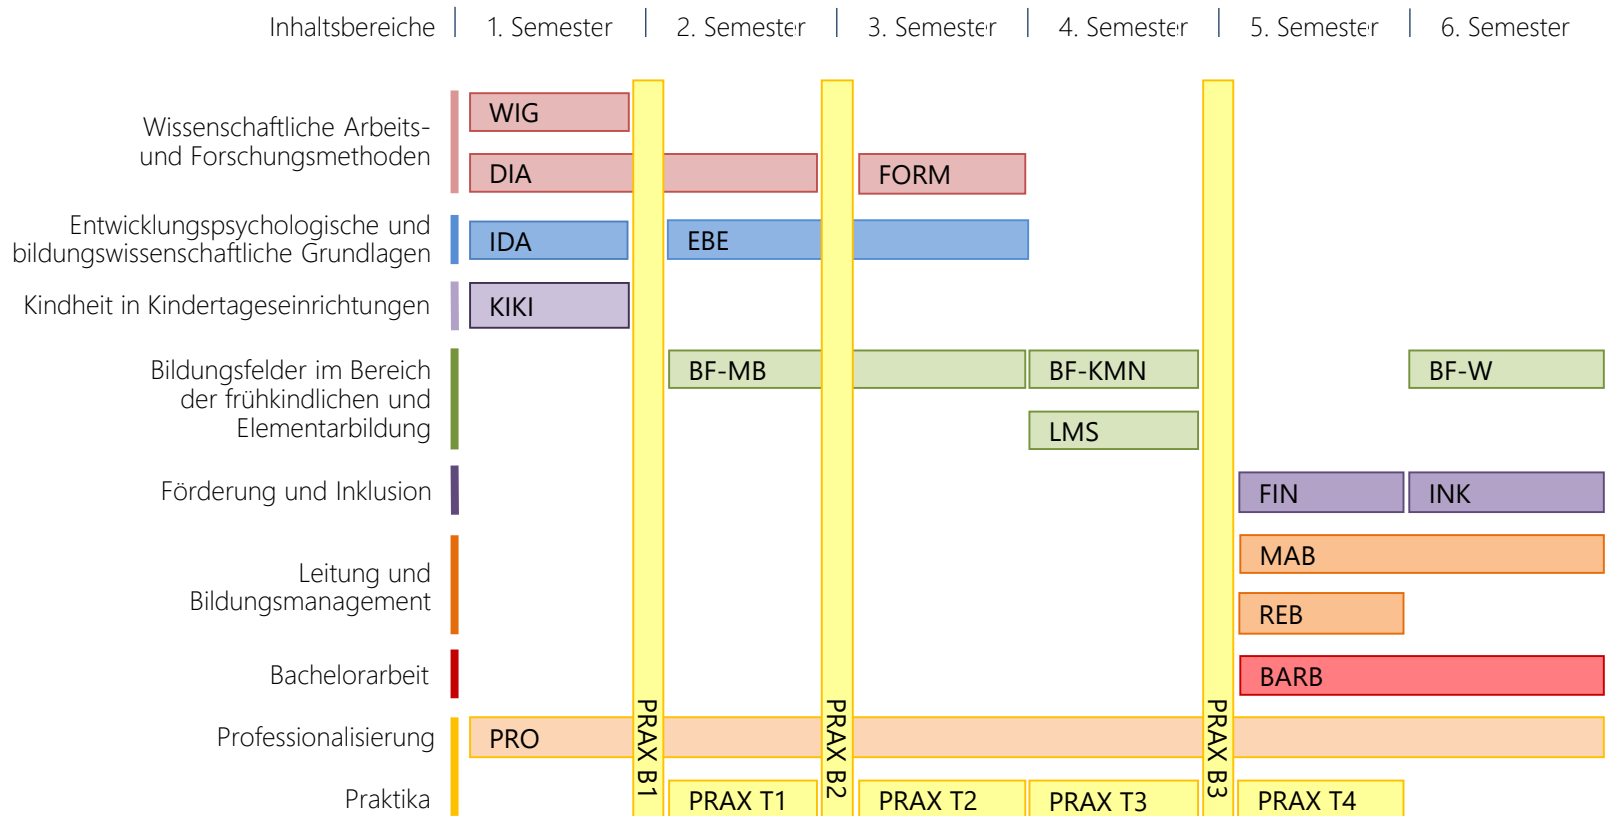 Inhaltsbereiche
1. Semester
2. Semester
3. Semester
4. Semester
5. Semester
6. Semester
Wissenschaftliche Arbeits-
und Forschungsmethoden
WIG
DIA
FORM
Entwicklungspsychologische und
bildungswissenschaftliche Grundlagen
IDA
EBE
Kindheit in Kindertageseinrichtungen
KIKI
Bildungsfelder im Bereich
der frühkindlichen und
Elementarbildung
BF-MB
BF-KMN
BF-W
LMS
Förderung und Inklusion
FIN
INK
Leitung und
Bildungsmanagement
MAB
REB
Bachelorarbeit
BARB
Professionalisierung
PRO
PRAX B1
PRAX B2
PRAX B3
Praktika
PRAX T1
PRAX T2
PRAX T3
PRAX T4